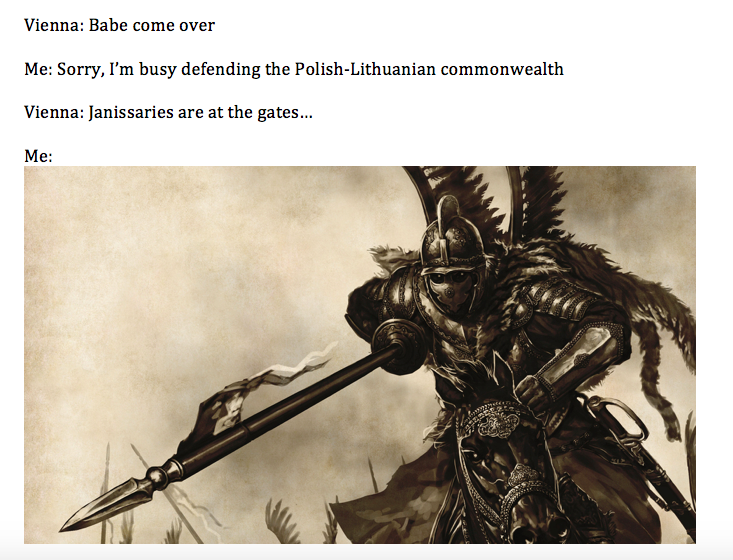 Vienna: Babe come over
Me: Sorry, I’m busy defending the Polish-Lithuanian commonwealth
Vienna: Janissaries are at the gates…
Me: